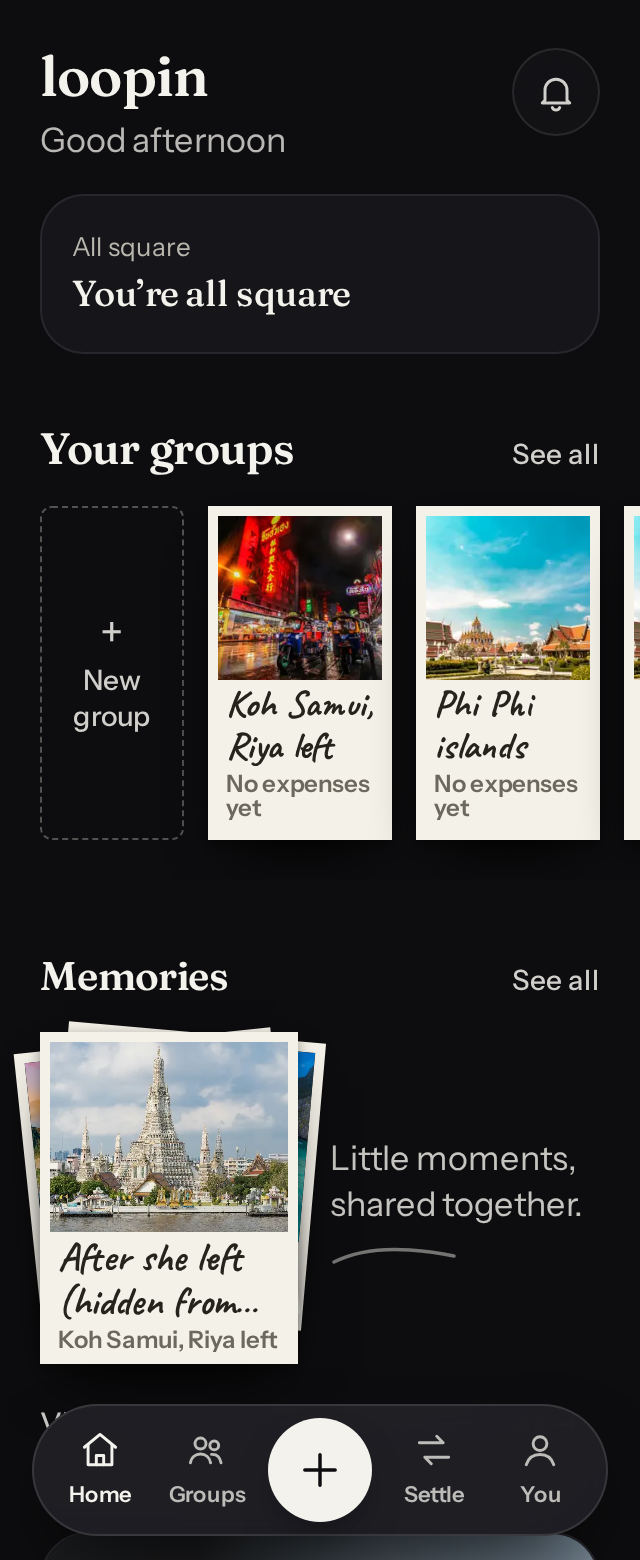 loopin
Good afternoon
All square
You’re all square
Your groups
See all
+
New
group
Koh Samui,
Riya left
No expenses
yet
Phi Phi
islands
No expenses
yet
Memories
See all
After she left
(hidden from...
Koh Samui, Riya left
Little moments,
shared together.
Home
Groups
Settle
You